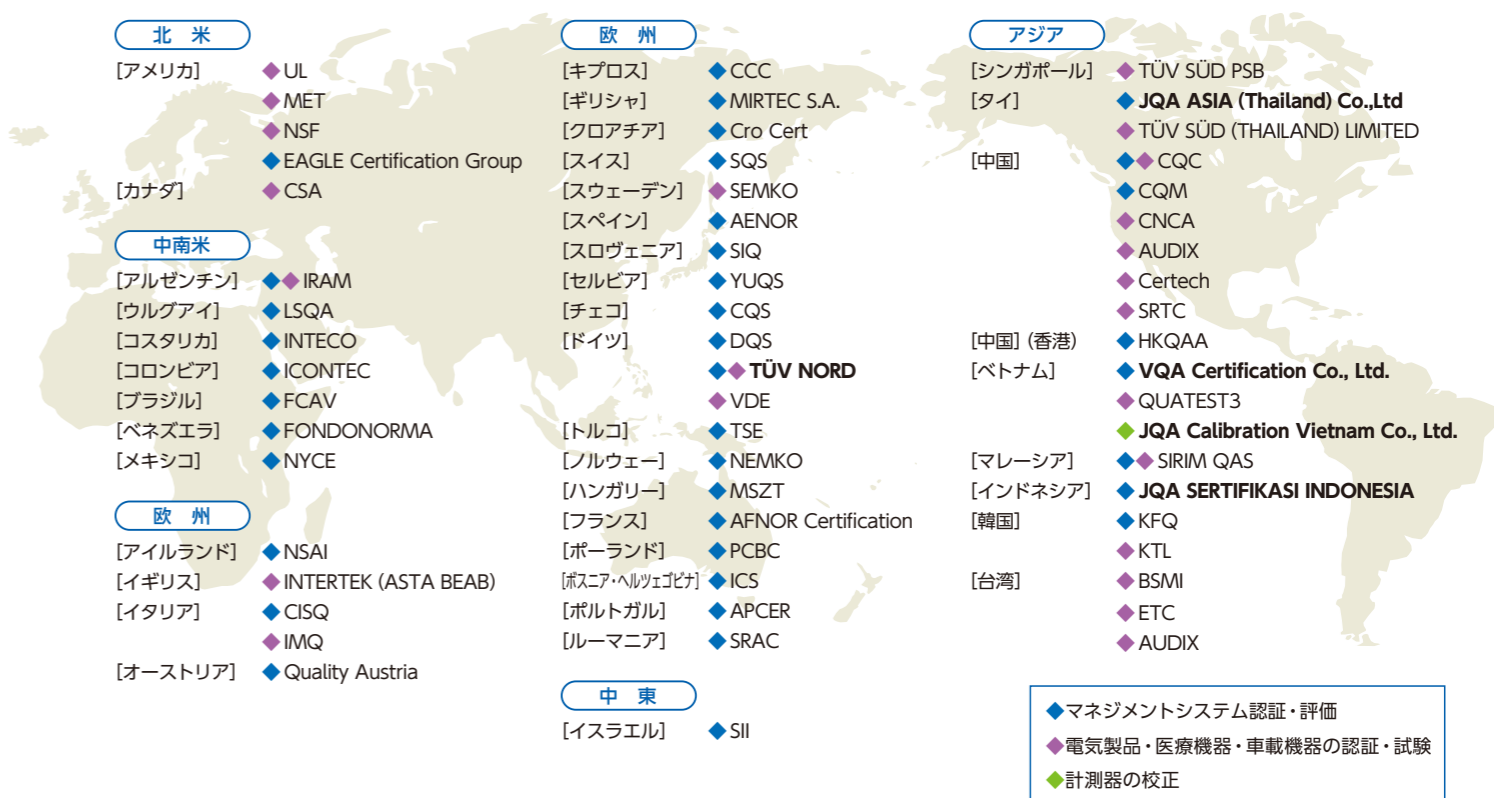 北 米
[アメリカ] ◆UL
◆MET
◆NSF
◆EAGLE Certification Group
[カナダ] ◆CSA
中南米
[アルゼンチン] ◆◆IRAM
[ウルグアイ] ◆LSQA
[コスタリカ] ◆INTECO
[コロンビア] ◆ICONTEC
[ブラジル] ◆FCAV
[ベネズエラ] ◆FONDONORMA
[メキシコ] ◆NYCE
欧 州
[アイルランド] ◆NSAI
[イギリス] ◆INTERTEK (ASTA BEAB)
[イタリア] ◆CISQ
◆IMQ
[オーストリア] ◆Quality Austria
欧 州
[キプロス] ◆CCC
[ギリシャ] ◆MIRTEC S.A.
[クロアチア] ◆Cro Cert
[スイス] ◆SQS
[スウェーデン] ◆SEMKO
[スペイン] ◆AENOR
[スロヴェニア] ◆SIQ
[セルビア] ◆YUQS
[チェコ] ◆CQS
[ドイツ] ◆DQS
◆◆TÜV NORD
◆VDE
[トルコ] ◆TSE
[ノルウェー] ◆NEMKO
[ハンガリー] ◆MSZT
[フランス] ◆AFNOR Certification
[ポーランド] ◆PCBC
[ボスニア・ヘルツェゴビナ] ◆ICS
[ポルトガル] ◆APCER
[ルーマニア] ◆SRAC
中 東
[イスラエル] ◆SII
アジア
[シンガポール] ◆TÜV SÜD PSB
[タイ] ◆JQA ASIA (Thailand) Co.,Ltd
◆TÜV SÜD (THAILAND) LIMITED
[中国] ◆◆CQC
◆CQM
◆CNCA
◆AUDIX
◆Certech
◆SRTC
[中国] (香港) ◆HKQAA
[ベトナム] ◆VQA Certification Co., Ltd.
◆QUATEST3
◆JQA Calibration Vietnam Co., Ltd.
[マレーシア] ◆◆SIRIM QAS
[インドネシア] ◆JQA SERTIFIKASI INDONESIA
[韓国] ◆KFQ
◆KTL
[台湾] ◆BSMI
◆ETC
◆AUDIX
◆マネジメントシステム認証・評価
◆電気製品・医療機器・車載機器の認証・試験
◆計測器の校正